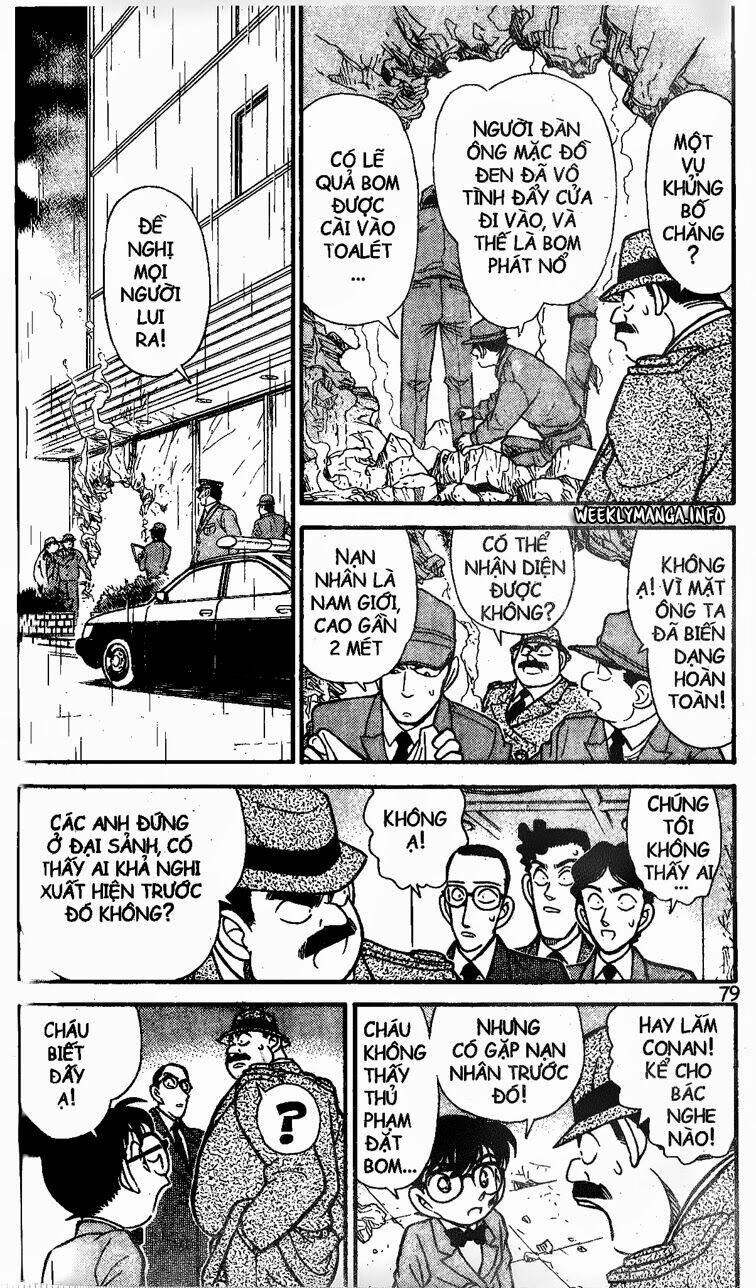 ĐỀ
NGHỊ
MỌI
NGƯỜI
LUI
RA!
MỘT
VỤ
KHỦNG
BỐ
CHĂNG
?
NGƯỜI ĐÀN
ÔNG MẶC ĐỒ
ĐEN ĐÃ VÔ
TÌNH ĐẨY CỬA
ĐI VÀO, VÀ
THẾ LÀ BOM
PHÁT NỔ
CÓ LẼ
QUẢ BOM
ĐƯỢC
CÀI VÀO
TOALÉT
...
WEEKLYMANGA.INFO
NẠN
NHÂN LÀ
NAM GIỚI,
CAO GẦN
2 MÉT
CÓ THỂ
NHẬN DIỆN
ĐƯỢC
KHÔNG?
KHÔNG
Ạ! VÌ MẶT
ÔNG TA
ĐÃ BIẾN
DẠNG
HOÀN
TOÀN!
CÁC ANH ĐỨNG
Ở ĐẠI SẢNH, CÓ
THẤY AI KHẢ NGHI
XUẤT HIỆN TRƯỚC
ĐÓ KHÔNG?
KHÔNG
Ạ!
CHÚNG
TÔI
KHÔNG
THẤY AI
...
79
CHÁU
BIẾT
ĐẤY
Ạ!
?
HAY LẮM
CONAN!
KỂ CHO
BÁC
NGHE
NÀO!
CHÁU
KHÔNG
THẤY
THỦ
PHẠM
ĐẶT
BOM...
NHƯNG
CÓ GẶP NẠN
NHÂN TRƯỚC
ĐÓ!